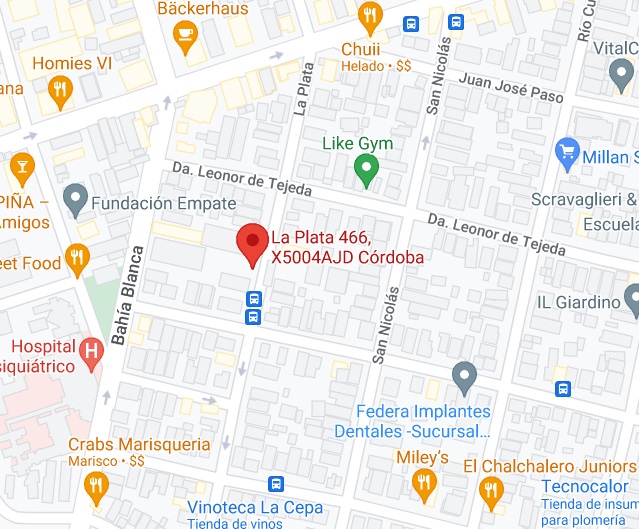 Bäckerhaus
Chuii
Helado • $$
Homies VI
ana
La Plata
San Nicolás
Río Cu
VitalC
Juan José Paso
Like Gym
Da. Leonor de Tejeda
Millan S
PIÑA –
Amigos
Fundación Empate
Scravaglieri &
Escuela
Da. Leonor de Tejeda
La Plata 466,
X5004AJD Córdoba
eet Food
Bahía Blanca
IL Giardino
San Nicolás
Hospital
siquiátrico
H
Federa Implantes
Dentales -Sucursal...
Crabs Marisqueria
Marisco • $$
Miley's
El Chalchalero Juniors
Tecnocalor
Tienda de insum
para plomería
Vinoteca La Cepa
Tienda de vinos